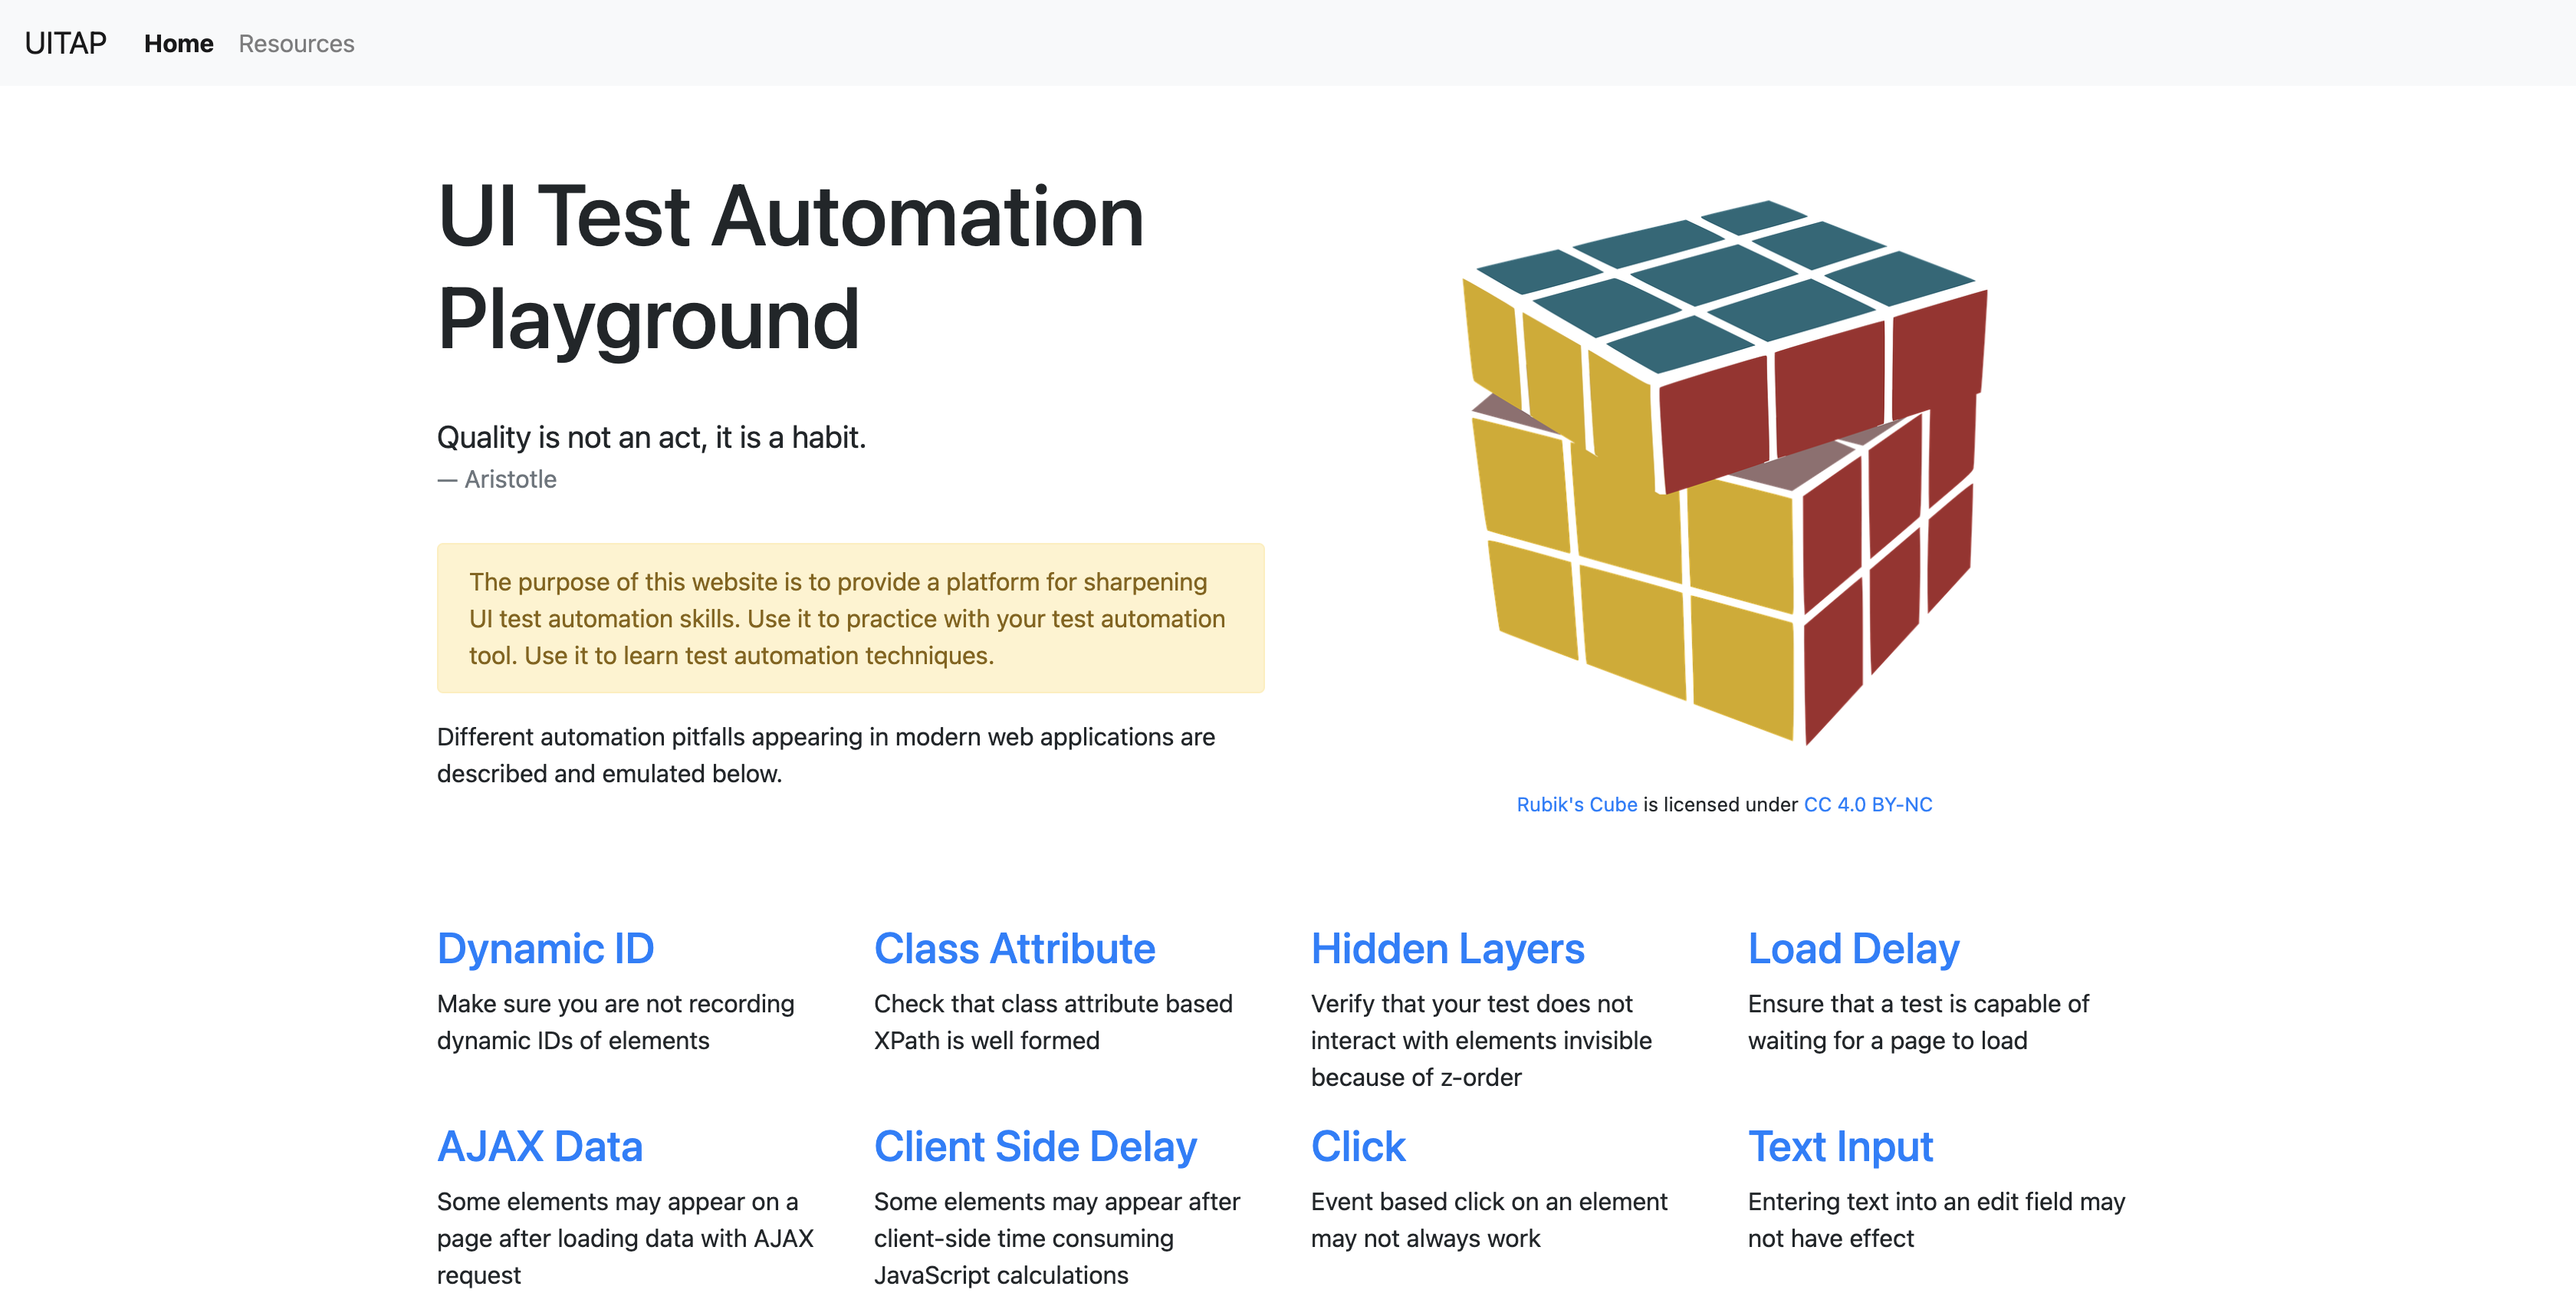 UITAP Home Resources
UI Test Automation
Playground
Quality is not an act, it is a habit.
— Aristotle
The purpose of this website is to provide a platform for sharpening
UI test automation skills. Use it to practice with your test automation
tool. Use it to learn test automation techniques.
Different automation pitfalls appearing in modern web applications are
described and emulated below.
Rubik's Cube is licensed under CC 4.0 BY-NC
Dynamic ID
Make sure you are not recording
dynamic IDs of elements
Class Attribute
Check that class attribute based
XPath is well formed
Hidden Layers
Verify that your test does not
interact with elements invisible
because of z-order
Load Delay
Ensure that a test is capable of
waiting for a page to load
AJAX Data
Some elements may appear on a
page after loading data with AJAX
request
Client Side Delay
Some elements may appear after
client-side time consuming
JavaScript calculations
Click
Event based click on an element
may not always work
Text Input
Entering text into an edit field may
not have effect